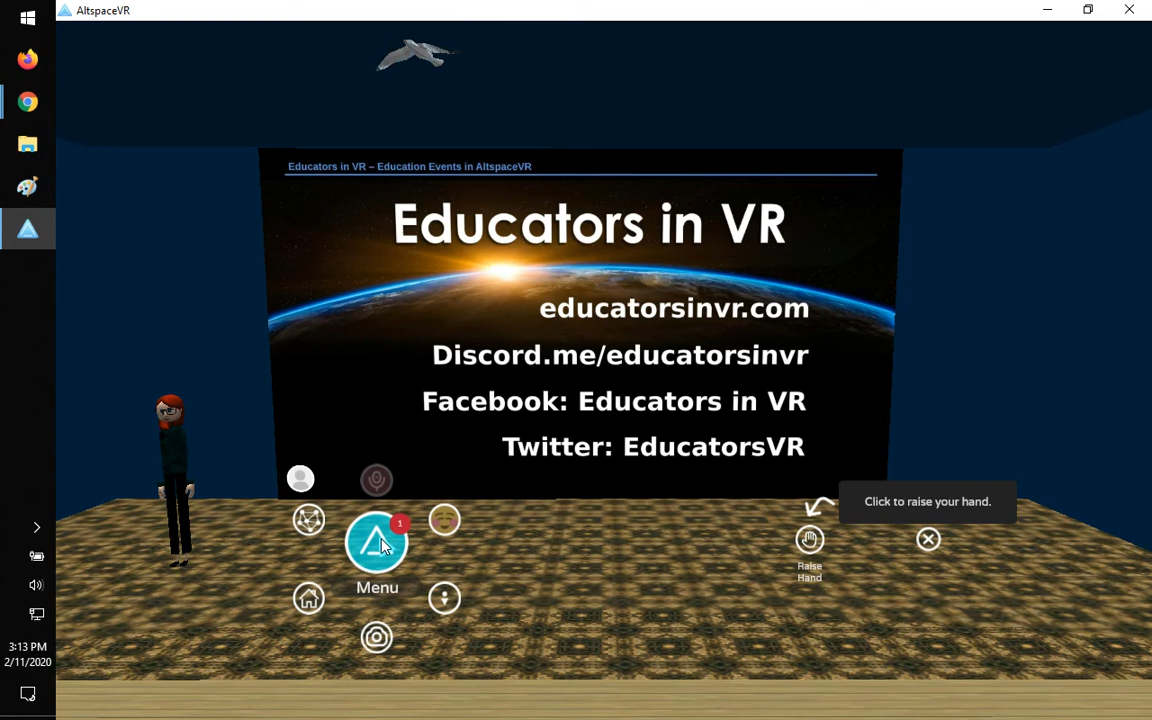 AltspaceVR
Educators in VR – Education Events in AltspaceVR
Educators in VR
educatorsinvr.com
Discord.me/educatorsinvr
Facebook: Educators in VR
Twitter: EducatorsVR
1
Menu
Click to raise your hand.
Raise
Hand
3:13 PM
2/11/2020